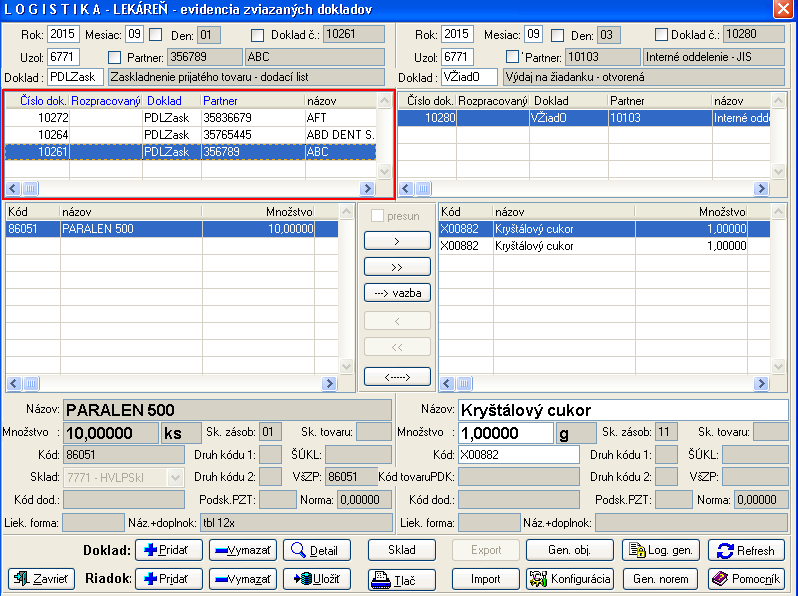 L O G I S T I K A - LEKÁREŇ - evidencia zviazaných dokladov
Rok: 2015 Mesiac: 09 Den: 01 Doklad č.: 10261
Uzol: 6771 Partner: 356789 ABC
Doklad : PDLZask Zaskladnenie prijatého tovaru - dodací list
Rok: 2015 Mesiac: 09 Den: 03 Doklad č.: 10280
Uzol: 6771 Partner: 10103 Interné oddelenie - JIS
Doklad : VŽiadO Výdaj na žiadanku - otvorená
Číslo dok. Rozpracovaný Doklad Partner názov
10272 PDLZask 35836679 AFT
10264 PDLZask 35765445 ABD DENT S.
10261 PDLZask 356789 ABC
Číslo dok. Rozpracovaný Doklad Partner názov
10280 VŽiadO 10103 Interné odde
Kód názov Množstvo
86051 PARALEN 500 10,00000
presun
>
>>
---> vazba
<
<<
<---->
Kód názov Množstvo
X00882 Kryštálový cukor 1,00000
X00882 Kryštálový cukor 1,00000
Názov: PARALEN 500
Množstvo : 10,00000 ks Sk. zásob: 01 Sk. tovaru:
Kód: 86051 Druh kódu 1: ŠÚKL:
Sklad: 7771 - HVLPSkl Druh kódu 2: VšZP: 86051
Kód dod.: Podsk.PZT: Norma: 0,00000
Liek. forma: Náz.+doplnok: tbl 12x
Názov: Kryštálový cukor
Množstvo : 1,00000 g Sk. zásob: 11 Sk. tovaru:
Kód: X00882 Druh kódu 1: ŠÚKL:
Kód tovaruPDK: Druh kódu 2: VšZP:
Kód dod.: Podsk.PZT: Norma: 0,00000
Liek. forma: Náz.+doplnok:
Doklad: Pridať Vymazať Detail Sklad Export Gen. obj. Log. gen. Refresh
Zavrieť Riadok: Pridať Vymazať Uložiť Tlač Import Konfigurácia Gen. norem Pomocník